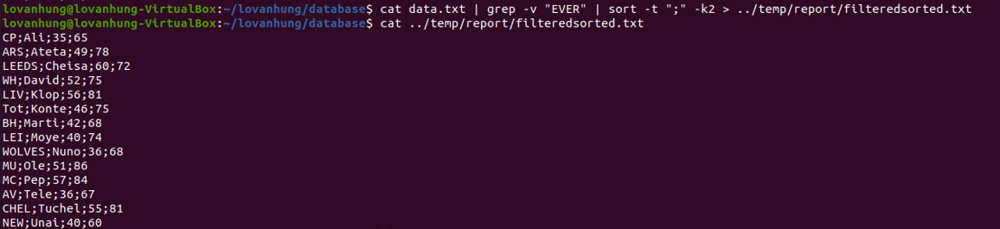 lovanhung@lovanhung-VirtualBox:~/lovanhung/database$ cat data.txt | grep -v "EVER" | sort -t ";" -k2 > ../temp/report/filteredsorted.txt
lovanhung@lovanhung-VirtualBox:~/lovanhung/database$ cat ../temp/report/filteredsorted.txt
CP;Ali;35;65
ARS;Ateta;49;78
LEEDS;Cheisa;60;72
WH;David;52;75
LIV;Klop;56;81
Tot;Konte;46;75
BH;Marti;42;68
LEI;Moye;40;74
WOLVES;Nuno;36;68
MU;Ole;51;86
MC;Pep;57;84
AV;Tele;36;67
CHEL;Tuchel;55;81
NEW;Unai;40;60